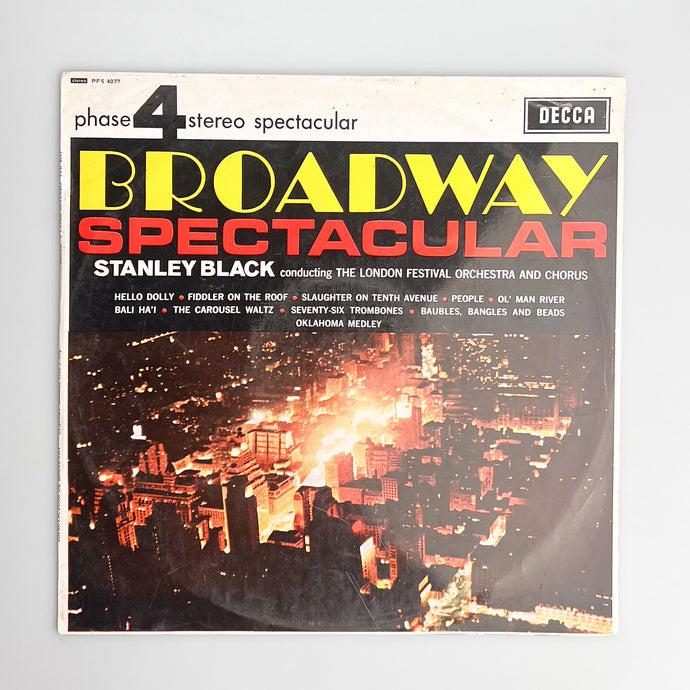 stereo PFS 4077
phase 4 stereo spectacular
DECCA
BROADWAY
SPECTACULAR
STANLEY BLACK conducting THE LONDON FESTIVAL ORCHESTRA AND CHORUS
HELLO DOLLY • FIDDLER ON THE ROOF • SLAUGHTER ON TENTH AVENUE • PEOPLE • OL' MAN RIVER
BALI HA'I • THE CAROUSEL WALTZ • SEVENTY-SIX TROMBONES • BAUBLES, BANGLES AND BEADS
OKLAHOMA MEDLEY